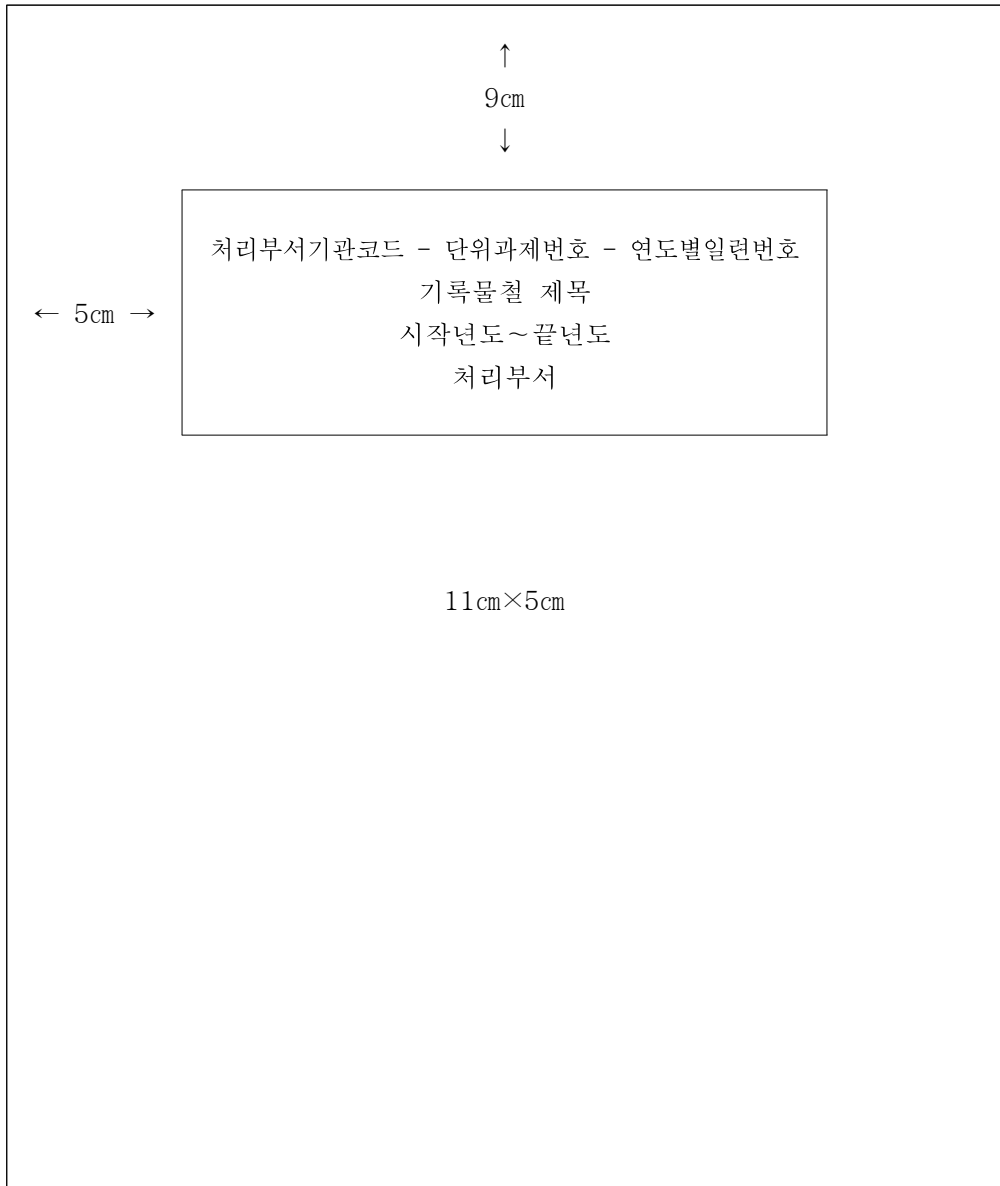 ↑
9㎝
↓
처리부서기관코드 - 단위과제번호 - 연도별일련번호
기록물철 제목
← 5㎝ →
시작년도～끝년도
처리부서
11㎝×5㎝